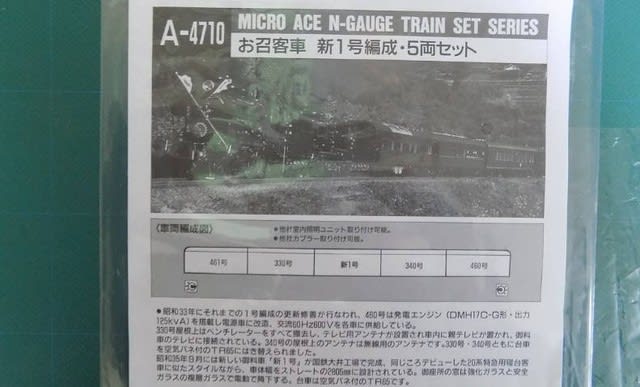 MICRO ACE N-GAUGE TRAIN SET SERIES
A-4710
お召客車 新1号編成・5両セット
〈車両編成図〉
●他社室内照明ユニット取り付け可能。
●他社カプラー取り付け可能。
461号 330号 新1号 340号 460号
●昭和33年にそれまでの1号編成の更新修繕が行なわれ、460号は発電エンジン(DMH17C-G形・出力
125kVA)を搭載し電源車に改造、交流60Hz600Vを各車に供給している。
330号屋根上はベンチレーターをすべて撤去し、テレビ用アンテナが設置され車内に親テレビが置かれ、御料
車のテレビに接続されている。340号の屋根上のアンテナは無線用のアンテナです。330号・340号ともに台車
を空気バネ付のTR65にはき替えられました。
昭和35年9月には新しい御料車「新1号」が国鉄大井工場で完成、同じころデビューした20系特急用寝台客
車に似たスタイルながら、車体幅をストレートの2805mmに設計されている。御座所の窓は強化ガラスと安全
ガラスの複層ガラスで電動で降下する。台車は空気バネ付のTR65です。